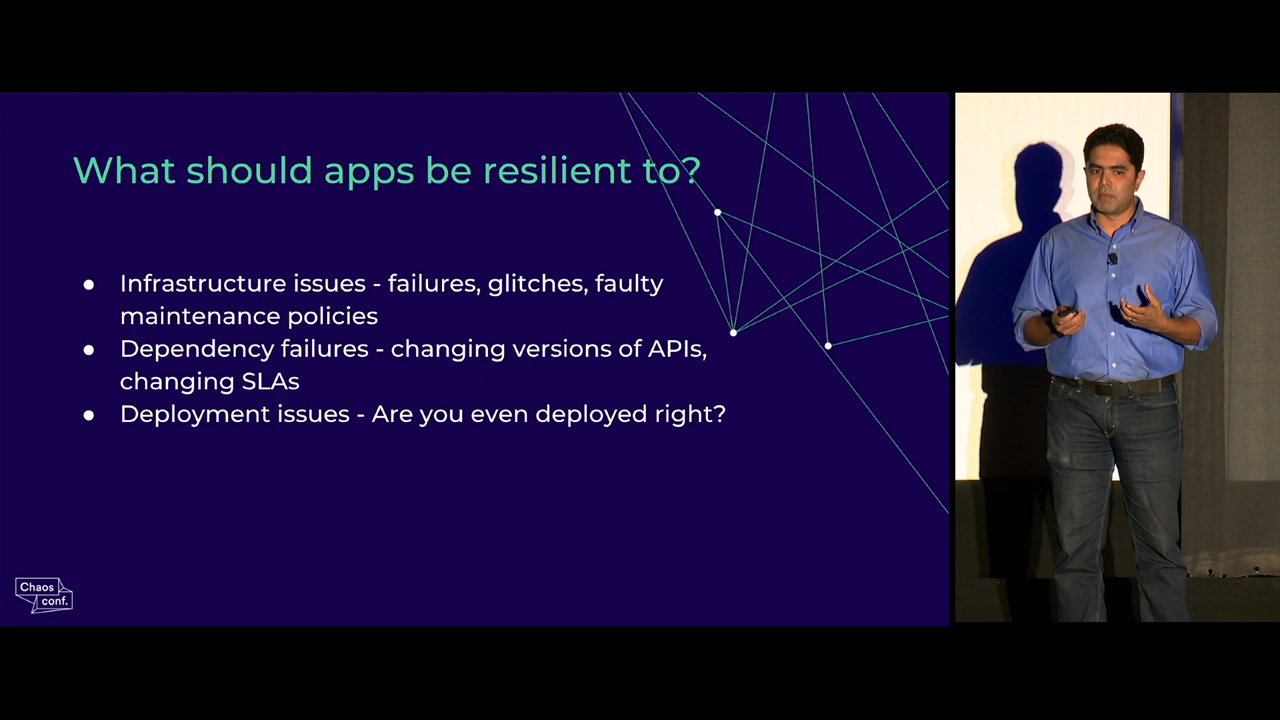 What should apps be resilient to?
● Infrastructure issues - failures, glitches, faulty
maintenance policies
● Dependency failures - changing versions of APIs,
changing SLAs
● Deployment issues - Are you even deployed right?
Chaos
conf.